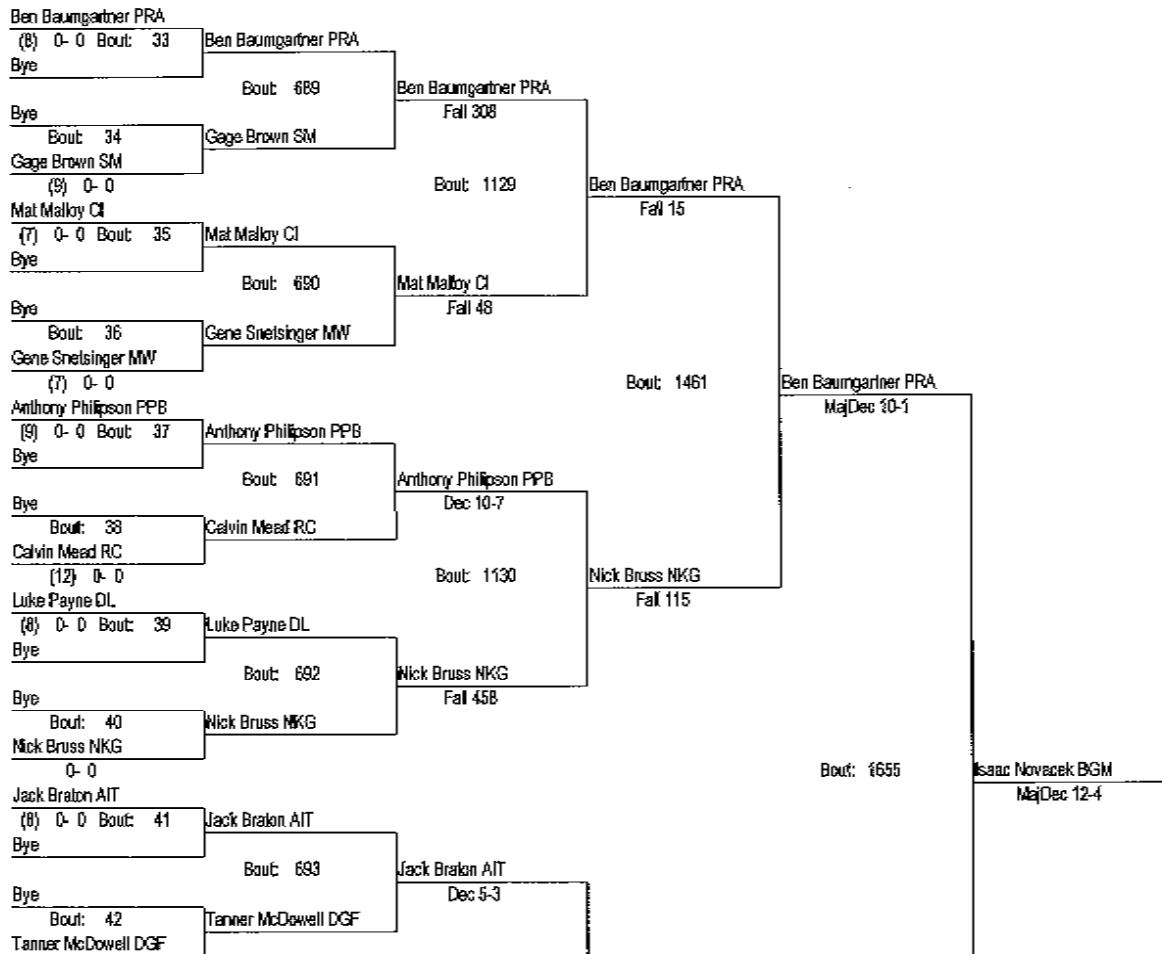 Ben Baumgartner PRA
(8) 0- 0 Bout: 33
Bye
Ben Baumgartner PRA
Bout: 689
Bye
Bout: 34
Gage Brown SM
(9) 0- 0
Gage Brown SM
Ben Baumgartner PRA
Fall 308
Bout: 1129
Mat Malloy CI
(7) 0- 0 Bout: 35
Bye
Mat Malloy CI
Bout: 690
Bye
Bout: 36
Gene Snelsinger MW
(7) 0- 0
Gene Snelsinger MW
Mat Malloy CI
Fall 48
Ben Baumgartner PRA
Fall 15
Bout: 1461
Anthony Philipson PPB
(9) 0- 0 Bout: 37
Bye
Anthony Philipson PPB
Bout: 691
Bye
Bout: 38
Calvin Mead RC
(12) 0- 0
Calvin Mead RC
Anthony Philipson PPB
Dec 10-7
Bout: 1130
Luke Payne DL
(8) 0- 0 Bout: 39
Bye
Luke Payne DL
Bout: 692
Bye
Bout: 40
Nick Bruss NKG
0- 0
Nick Bruss NKG
Nick Bruss NKG
Fall 458
Nick Bruss NKG
Fall 115
Ben Baumgartner PRA
MajDec 10-1
Bout: 1655
Isaac Novacek BGM
MajDec 12-4
Jack Braton AIT
(8) 0- 0 Bout: 41
Bye
Jack Braton AIT
Bout: 693
Bye
Bout: 42
Tanner McDowell DGF
Tanner McDowell DGF
Jack Braton AIT
Dec 5-3